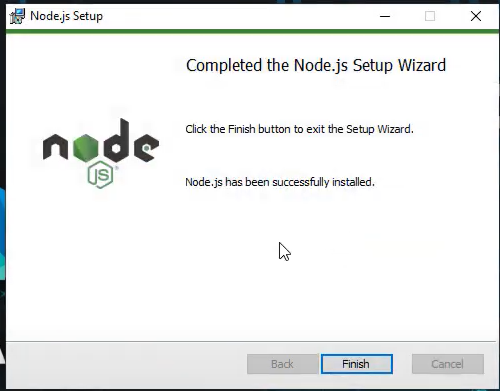 Node.js Setup
Completed the Node.js Setup Wizard
Click the Finish button to exit the Setup Wizard.
node
JS
Node.js has been successfully installed.
Back
Finish
Cancel